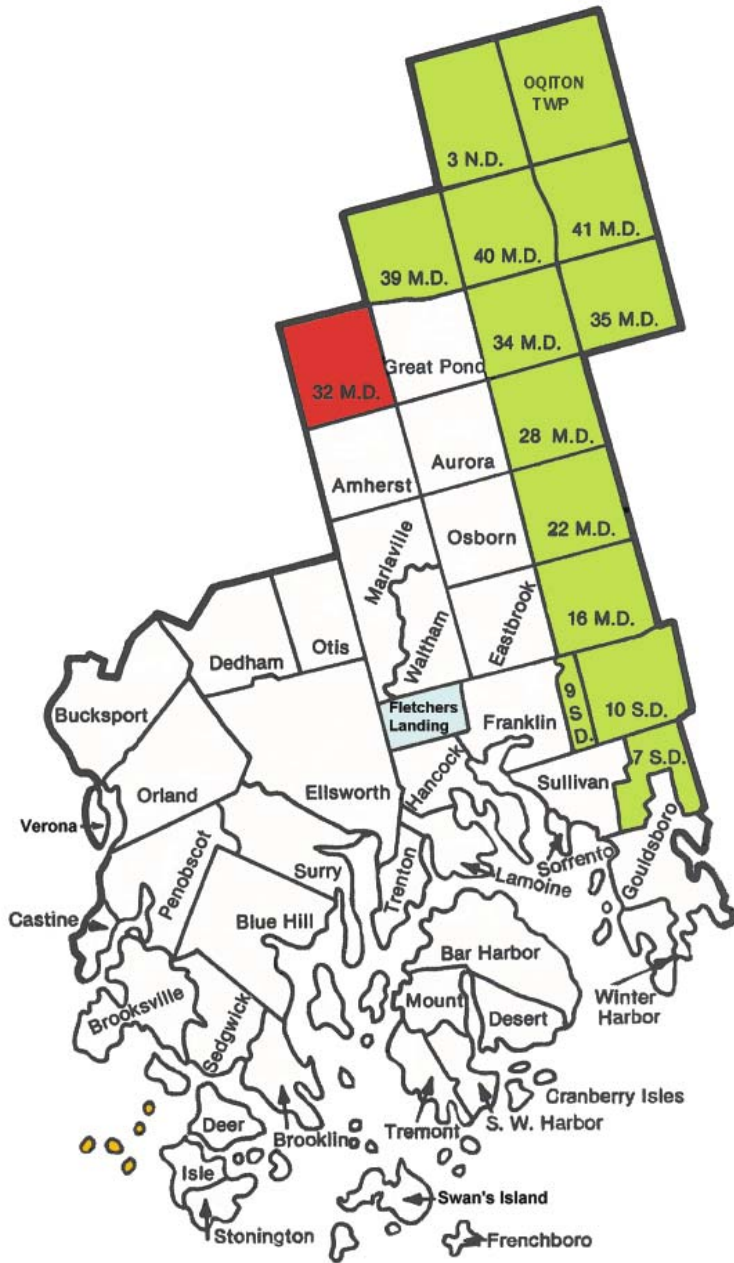 OQITON
TWP
3 N.D.
41 M.D.
40 M.D.
39 M.D.
35 M.D.
34 M.D.
Great Pond
32 M.D.
28 M.D.
Aurora
Amherst
22 M.D.
Osborn
Mariaville
16 M.D.
Eastbrook
Waltham
Otis
Dedham
Fletchers
Landing
9
S
D.
10 S.D.
Franklin
Bucksport
7 S.D.
Hancock
Sullivan
Ellsworth
Orland
Verona
Gouldsboro
Sorrento
Lamoine
Trenton
Surry
Penobscot
Castine
Blue Hill
Bar Harbor
Winter
Harbor
Mount
Desert
Brooksville
Sedgwick
Cranberry Isles
S. W. Harbor
Tremont
Brooklin
Deer
Isle
Swan's Island
Stonington
Frenchboro